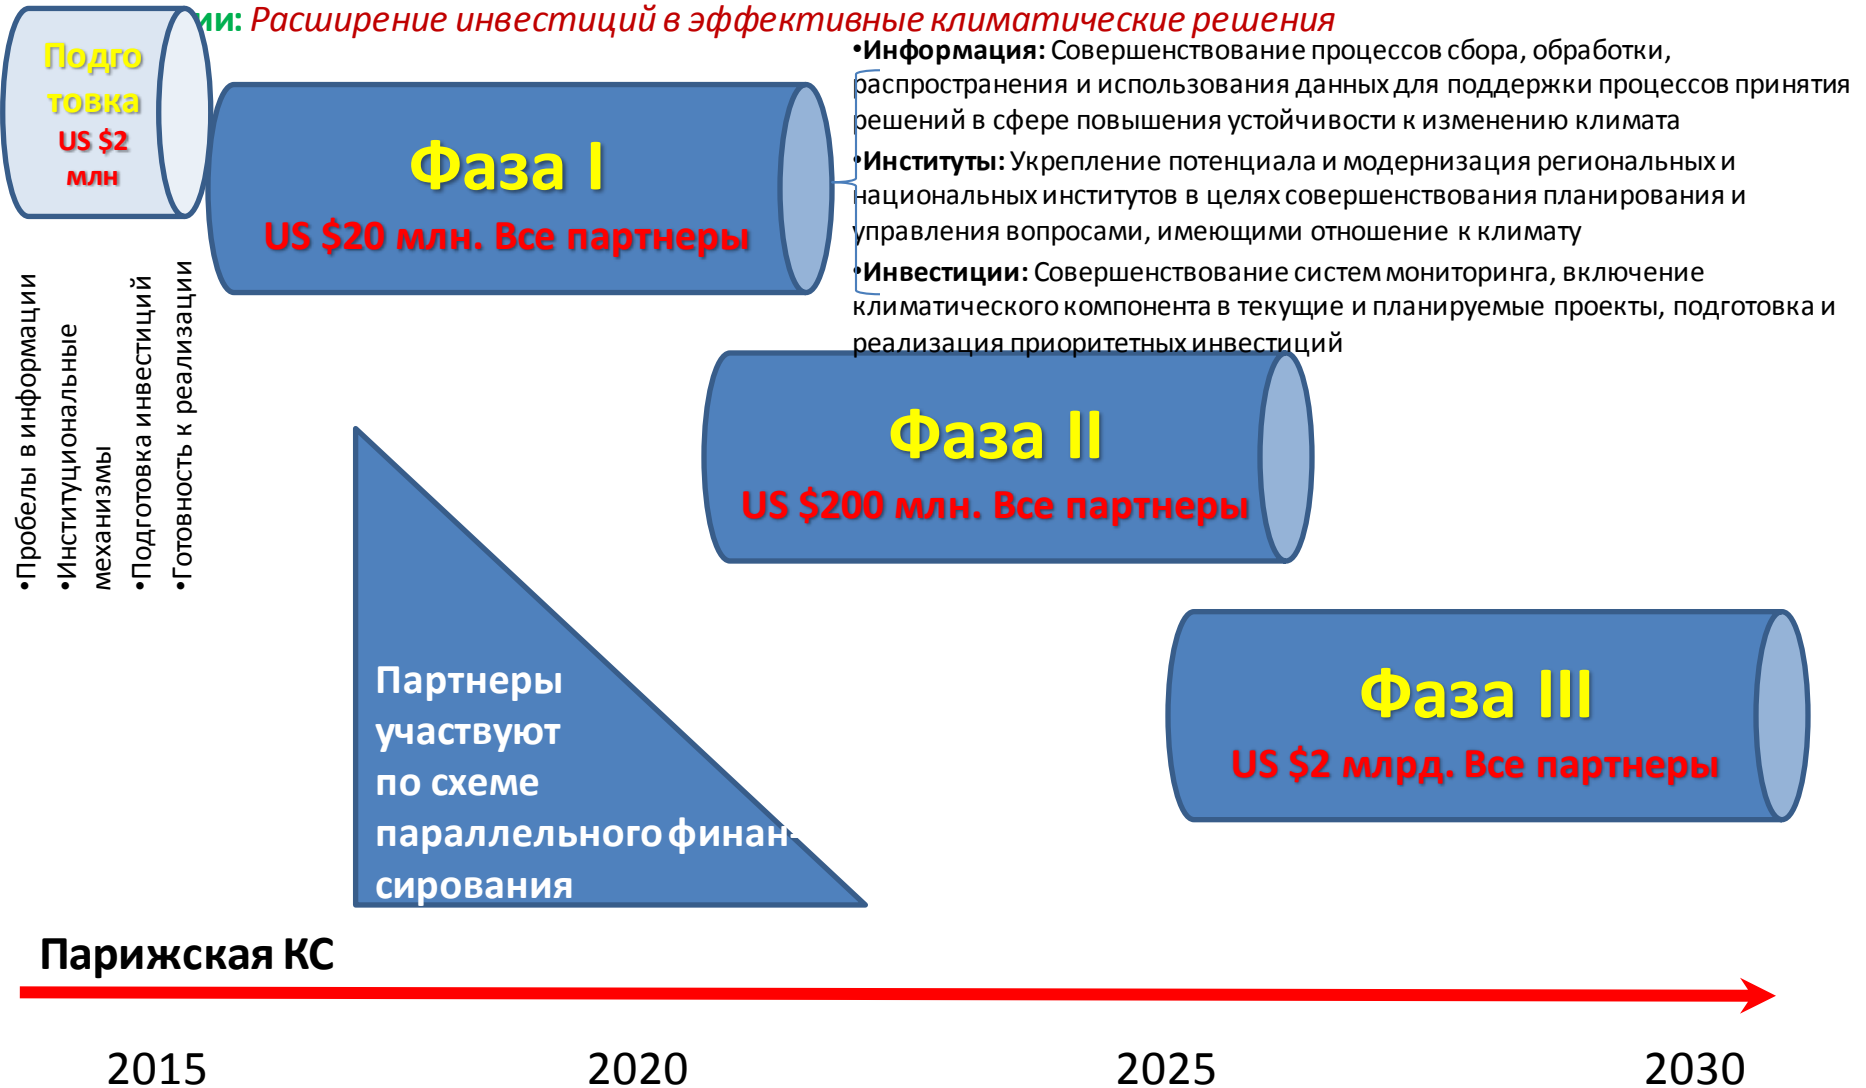 ии: Расширение инвестиций в эффективные климатические решения
Подго
товка
US $2
млн
Фаза I
US $20 млн. Все партнеры
•Информация: Совершенствование процессов сбора, обработки,
распространения и использования данных для поддержки процессов принятия
решений в сфере повышения устойчивости к изменению климата
•Институты: Укрепление потенциала и модернизация региональных и
национальных институтов в целях совершенствования планирования и
управления вопросами, имеющими отношение к климату
•Инвестиции: Совершенствование систем мониторинга, включение
климатического компонента в текущие и планируемые проекты, подготовка и
реализация приоритетных инвестиций
•Пробелы в информации
•Институциональные
механизмы
•Подготовка инвестиций
•Готовность к реализации
Фаза II
US $200 млн. Все партнеры
Фаза III
US $2 млрд. Все партнеры
Партнеры
участвуют
по схеме
параллельного финан-
сирования
Парижская КС
2015
2020
2025
2030